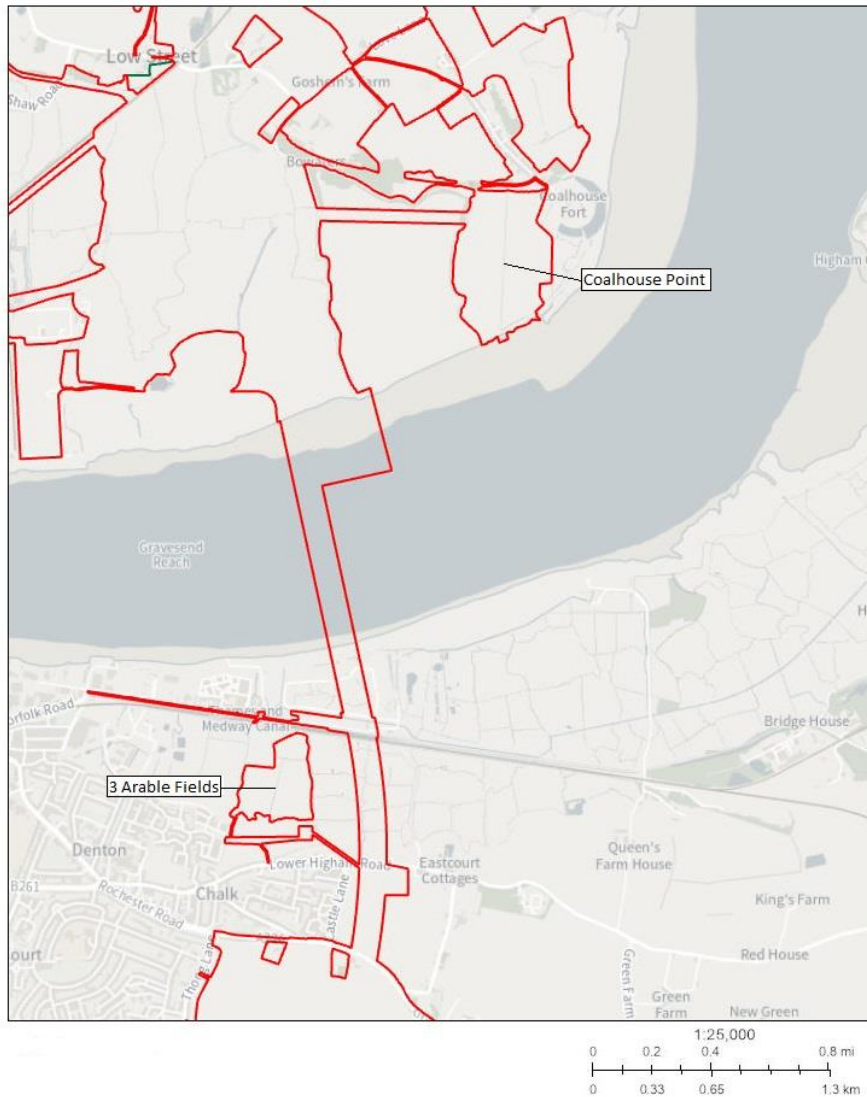 Low Street
Shaw Road
Goshem's Farm
Bowaters
Coalhouse
Fort
Higham
Coalhouse Point
Gravesend
Reach
Norfolk Road
Thames and
Medway Canal
Bridge House
3 Arable Fields
Denton
Queen's
Farm House
Lower Higham Road
Eastcourt
Cottages
B261
Chalk
Castle Lane
King's Farm
Rochester Road
A226
ourt
Thong Lane
Red House
Green Farm
Green
Farm
New Green
1:25,000
0 0.2 0.4 0.8 mi
0 0.33 0.65 1.3 km